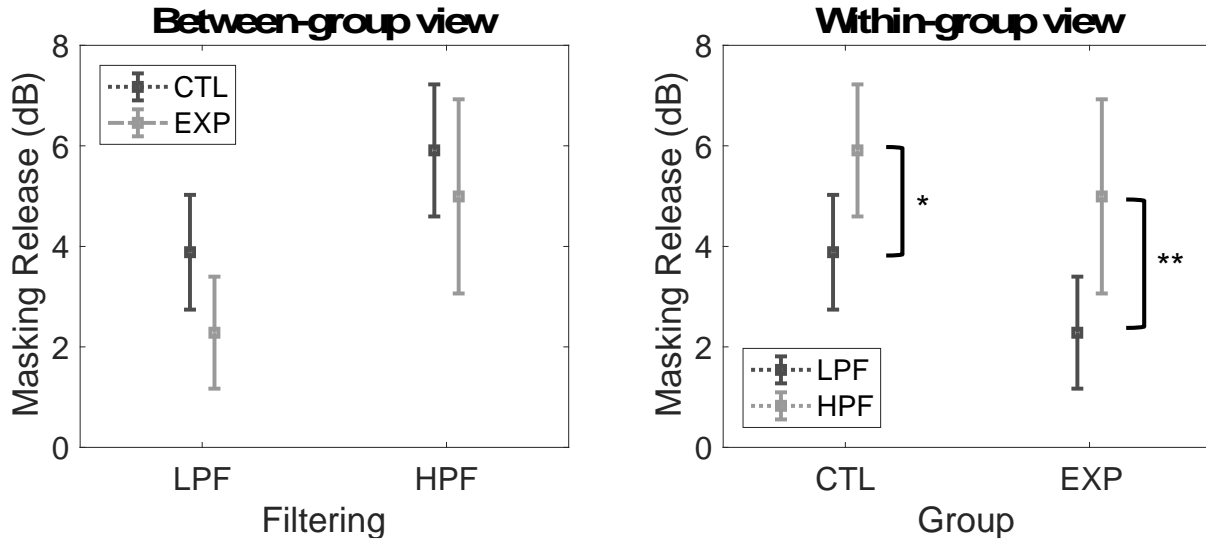 Between-group view
8
6
4
2
0
Masking Release (dB)
CTL
EXP
LPF
HPF
Filtering
Within-group view
8
6
4
2
0
Masking Release (dB)
*
**
LPF
HPF
CTL
EXP
Group